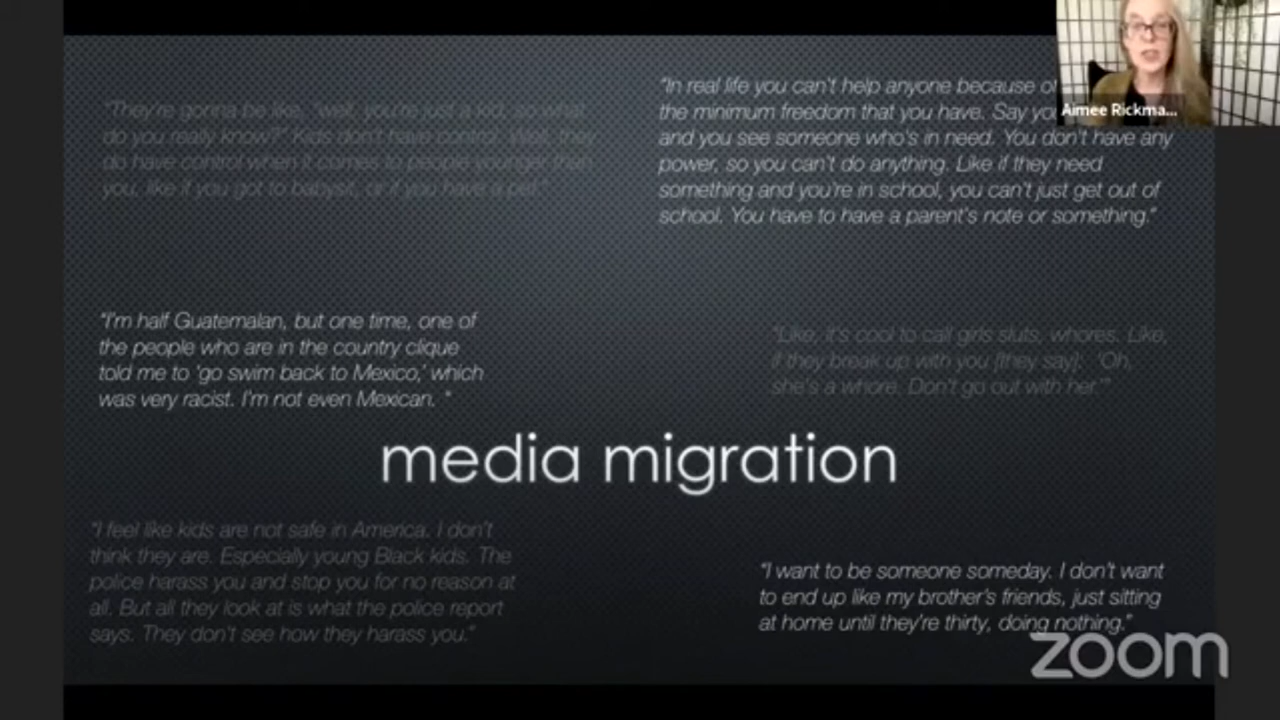 "They're gonna be like, "well, you're just a kid, so what
do you really know?" Kids don't have control. Well, they
do have control when it comes to people younger than
you, like if you got to babysit, or if you have a pet."
"In real life you can't help anyone because of
the minimum freedom that you have. Say you
and you see someone who's in need. You don't have any
power, so you can't do anything. Like if they need
something and you're in school, you can't just get out of
school. You have to have a parent's note or something."
Aimee Rickma...
"I'm half Guatemalan, but one time, one of
the people who are in the country clique
told me to 'go swim back to Mexico,' which
was very racist. I'm not even Mexican. "
"Like, it's cool to call girls sluts, whores. Like,
if they break up with you [they say]: 'Oh,
she's a whore. Don't go out with her.'"
media migration
"I feel like kids are not safe in America. I don't
think they are. Especially young Black kids. The
police harass you and stop you for no reason at
all. But all they look at is what the police report
says. They don't see how they harass you."
"I want to be someone someday. I don't want
to end up like my brother's friends, just sitting
at home until they're thirty, doing nothing."
zoom